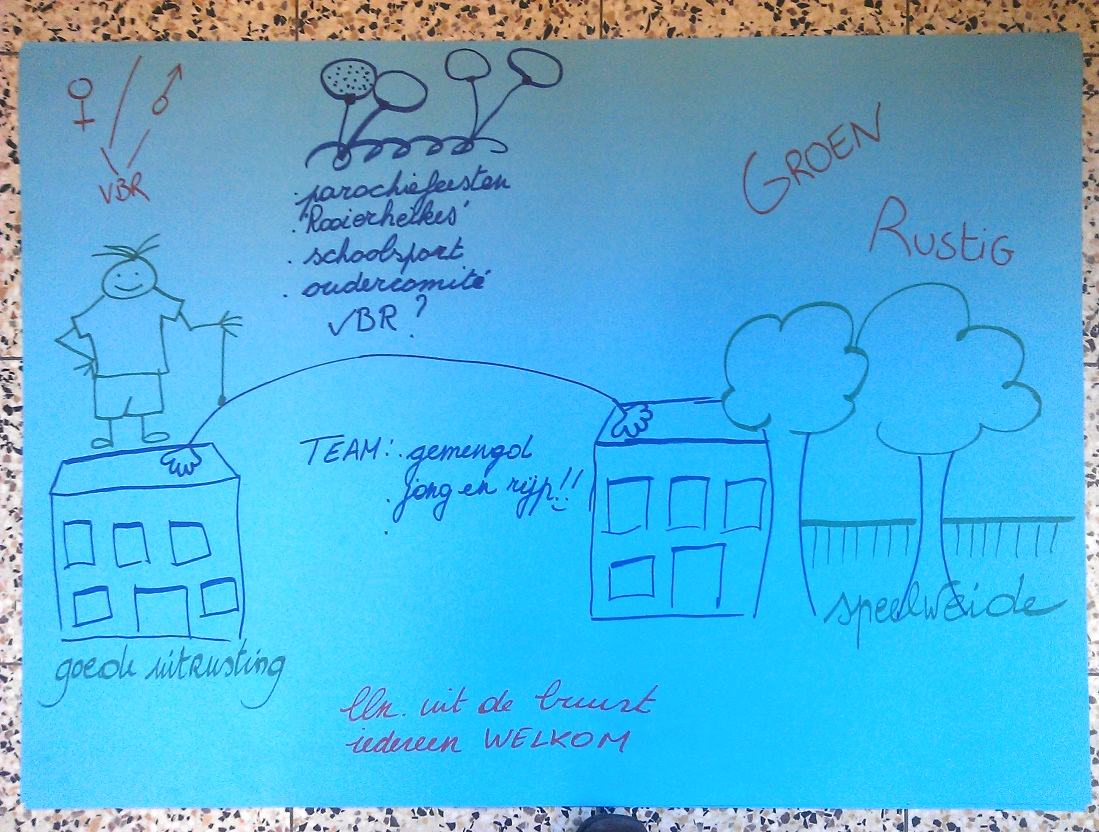 ♀ / ♂
VBR
GROEN
RUSTIG
. parochiefeesten
. 'Rooierheikes'
. schoolsport
. oudercomité
VBR ?
TEAM: . gemengd
. jong en rijp!!
.
speelweide
goede uitrusting
lln. uit de buurt
iedereen WELKOM